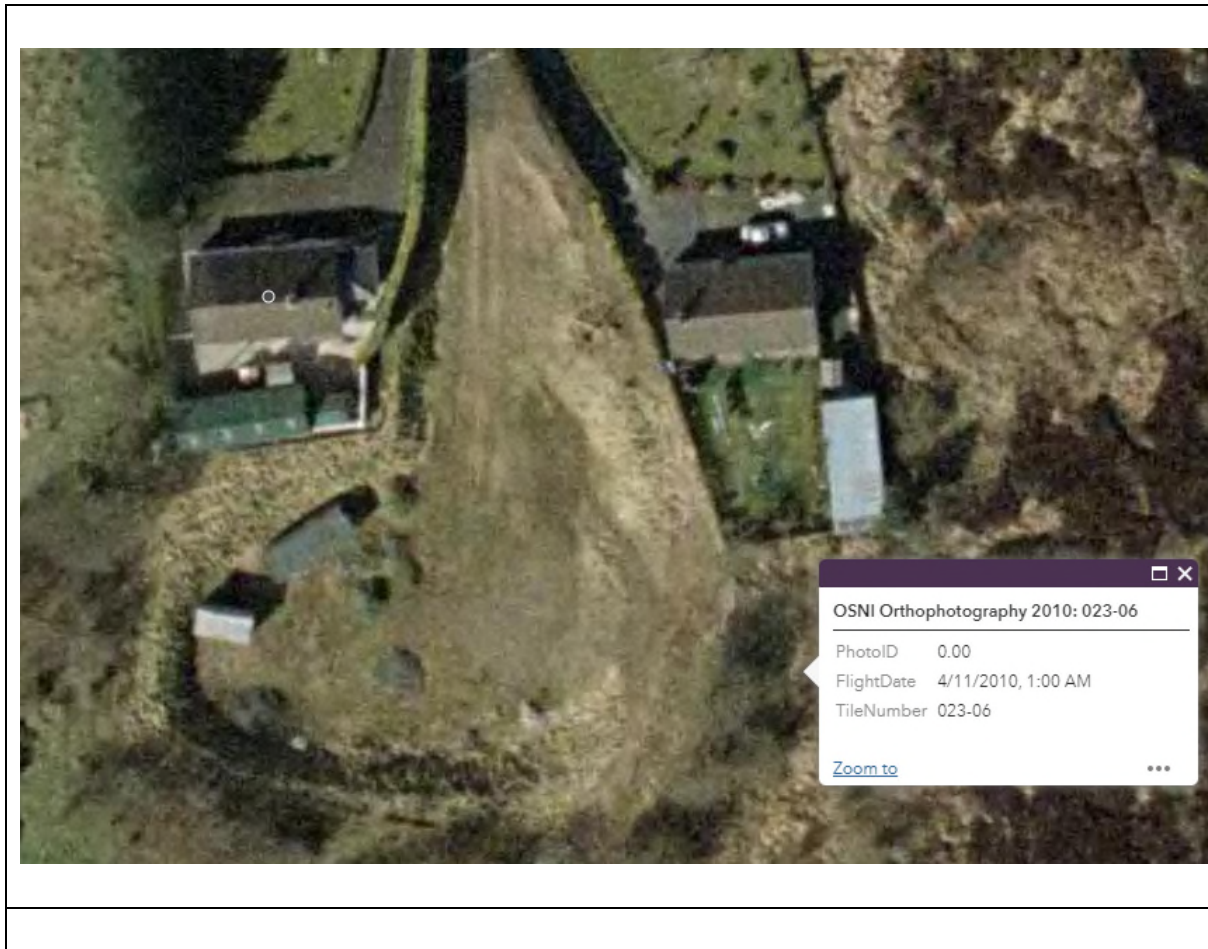 OSNI Orthophotography 2010: 023-06
PhotoID 0.00
FlightDate 4/11/2010, 1:00 AM
TileNumber 023-06
Zoom to •••